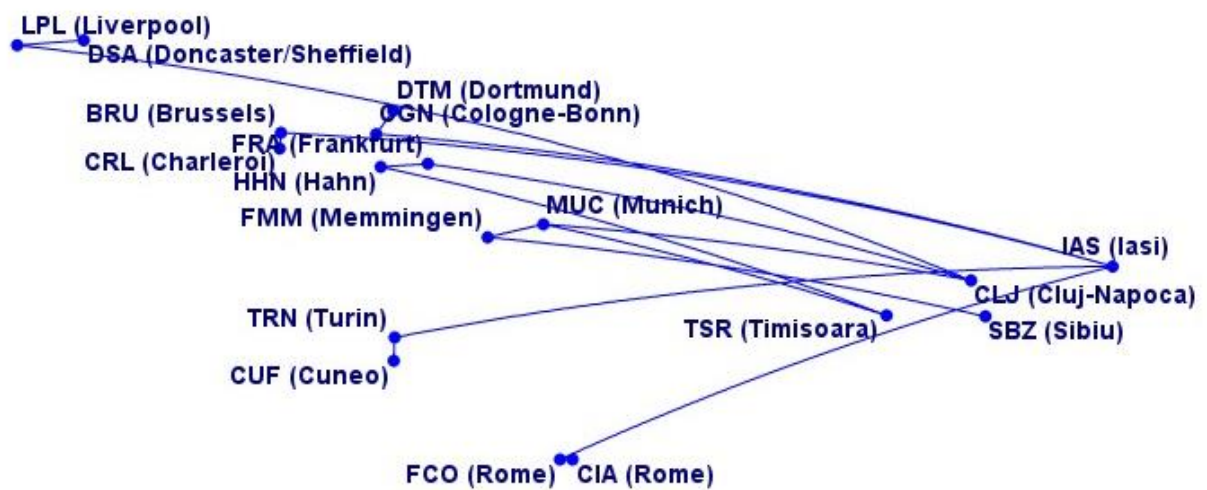 LPL (Liverpool)
DSA (Doncaster/Sheffield)
DTM (Dortmund)
BRU (Brussels)
CGN (Cologne-Bonn)
FRA (Frankfurt)
CRL (Charleroi)
HHN (Hahn)
MUC (Munich)
FMM (Memmingen)
IAS (Iasi)
CLJ (Cluj-Napoca)
TRN (Turin)
TSR (Timisoara)
SBZ (Sibiu)
CUF (Cuneo)
FCO (Rome)
CIA (Rome)